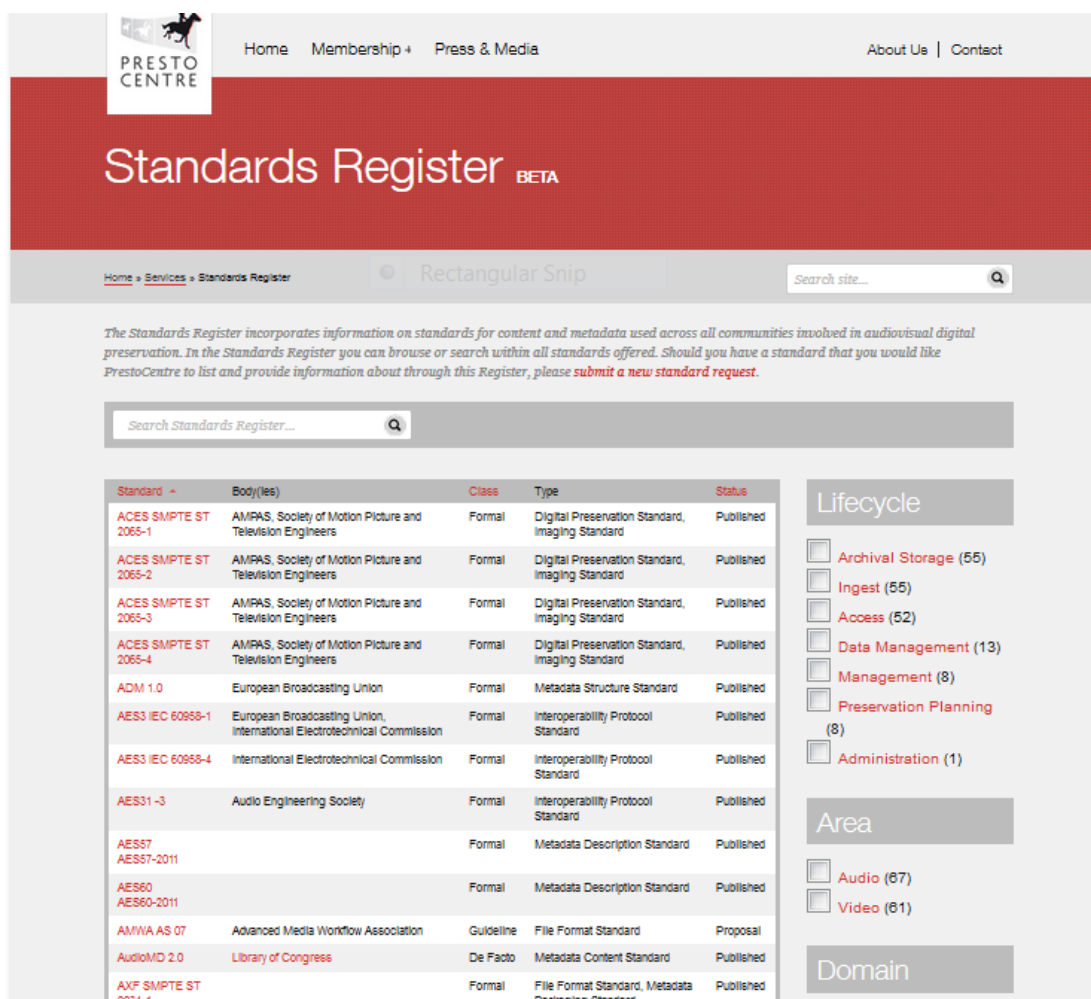 PRESTO
CENTRE
Home Membership + Press & Media
About Us | Contact
Standards Register BETA
Home » Services » Standards Register
Rectangular Snip
Search site...
The Standards Register incorporates information on standards for content and metadata used across all communities involved in audiovisual digital
preservation. In the Standards Register you can browse or search within all standards offered. Should you have a standard that you would like
PrestoCentre to list and provide information about through this Register, please submit a new standard request.
Search Standards Register...
Standard Body(ies) Class Type Status
ACES SMPTE ST 2065-1 AMPAS, Society of Motion Picture and Television Engineers Formal Digital Preservation Standard, Imaging Standard Published
ACES SMPTE ST 2065-2 AMPAS, Society of Motion Picture and Television Engineers Formal Digital Preservation Standard, Imaging Standard Published
ACES SMPTE ST 2065-3 AMPAS, Society of Motion Picture and Television Engineers Formal Digital Preservation Standard, Imaging Standard Published
ACES SMPTE ST 2065-4 AMPAS, Society of Motion Picture and Television Engineers Formal Digital Preservation Standard, Imaging Standard Published
ADM 1.0 European Broadcasting Union Formal Metadata Structure Standard Published
AES3 IEC 60958-1 European Broadcasting Union, International Electrotechnical Commission Formal Interoperability Protocol Standard Published
AES3 IEC 60958-4 International Electrotechnical Commission Formal Interoperability Protocol Standard Published
AES31 -3 Audio Engineering Society Formal Interoperability Protocol Standard Published
AES57 AES57-2011 Formal Metadata Description Standard Published
AES60 AES60-2011 Formal Metadata Description Standard Published
AMWA AS 07 Advanced Media Workflow Association Guideline File Format Standard Proposal
AudioMD 2.0 Library of Congress De Facto Metadata Content Standard Published
AXF SMPTE ST Formal File Format Standard, Metadata Published
Lifecycle
Archival Storage (55)
Ingest (55)
Access (52)
Data Management (13)
Management (8)
Preservation Planning
(8)
Administration (1)
Area
Audio (67)
Video (61)
Domain